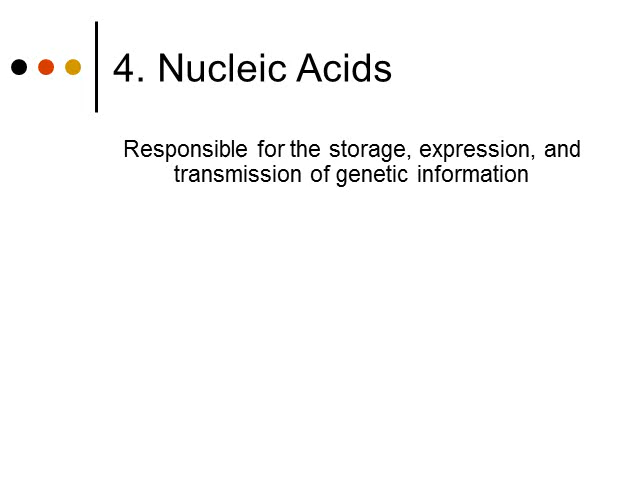 4. Nucleic Acids
Responsible for the storage, expression, and
transmission of genetic information